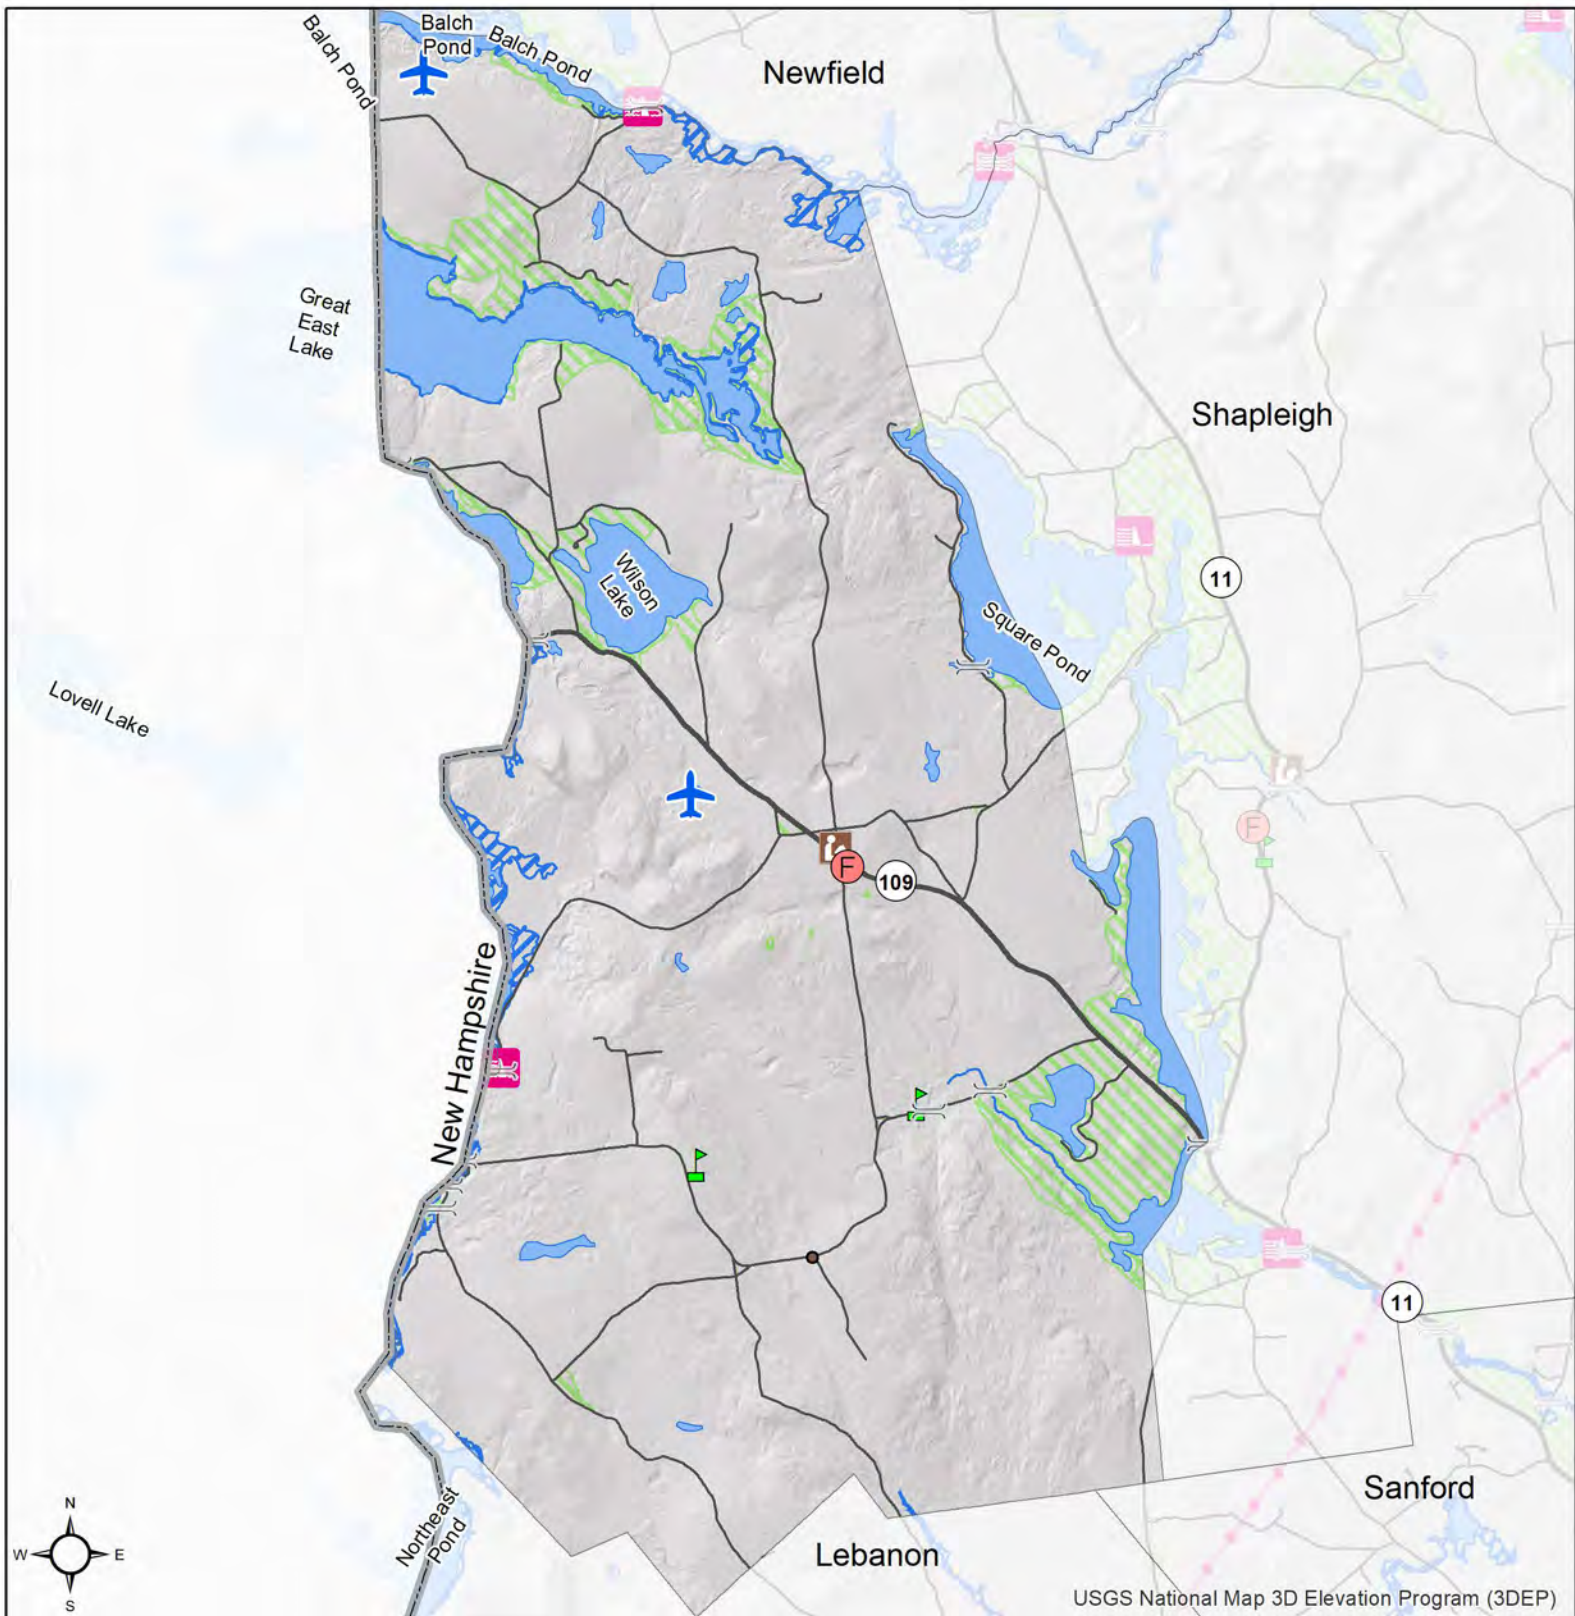 Balch
Pond
Balch Pond
Balch Pond
Newfield
Great
East
Lake
Shapleigh
11
Wilson
Lake
Square Pond
Lovell Lake
F
F
109
New Hampshire
11
Sanford
Northeast
Pond
Lebanon
N
W
E
S
USGS National Map 3D Elevation Program (3DEP)